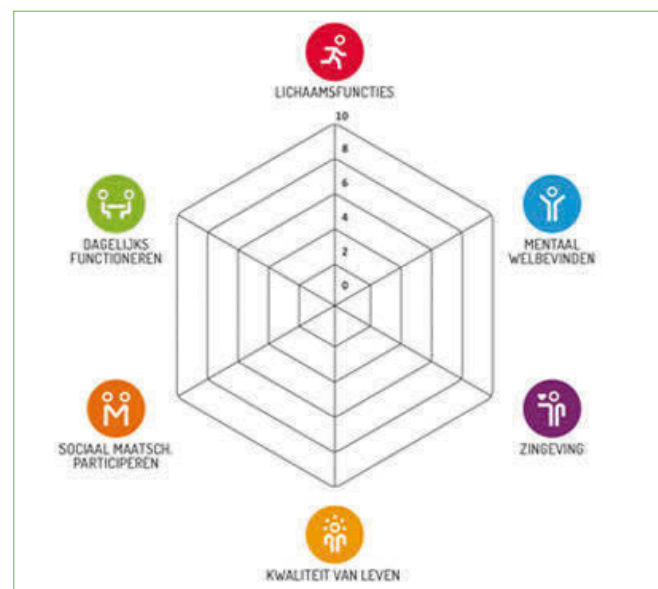 LICHAAMSFUNCTIES
10
8
6
4
2
0
DAGELIJKS
FUNCTIONEREN
MENTAAL
WELBEVINDEN
SOCIAAL MAATSCH.
PARTICIPEREN
ZINGEVING
KWALITEIT VAN LEVEN